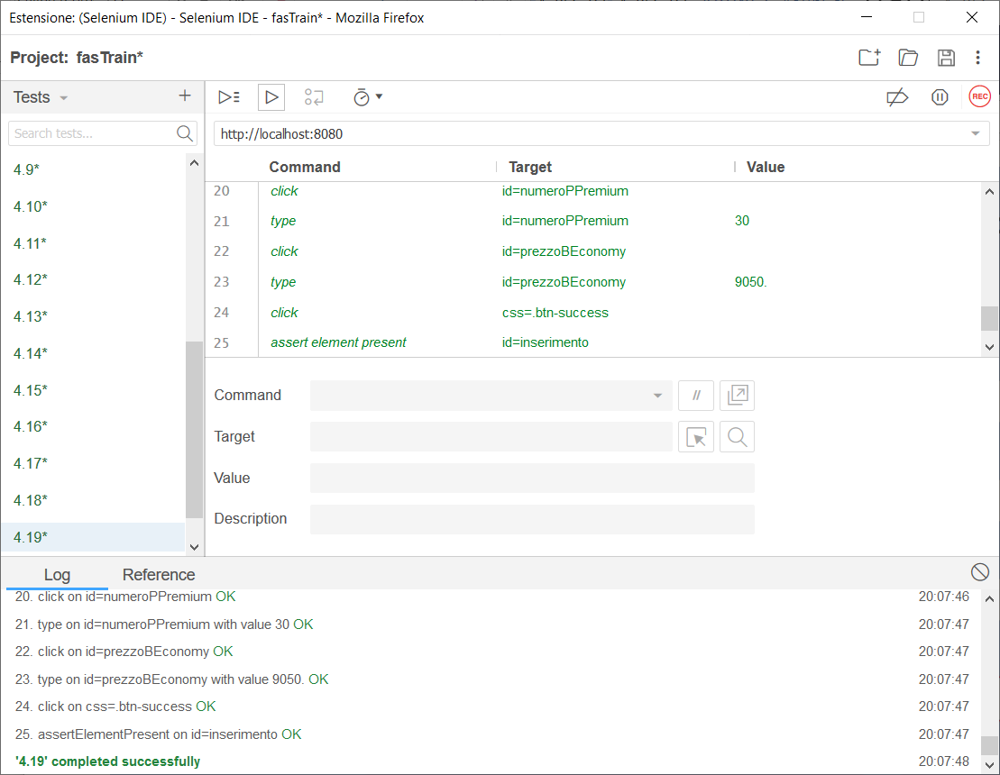 Estensione: (Selenium IDE) - Selenium IDE - fasTrain* - Mozilla Firefox
Project: fasTrain*
Tests
+
REC
Search tests...
http://localhost:8080
Command Target Value
4.9*
4.10*
4.11*
4.12*
4.13*
4.14*
4.15*
4.16*
4.17*
4.18*
4.19*
20 click id=numeroPPremium
21 type id=numeroPPremium 30
22 click id=prezzoBEconomy
23 type id=prezzoBEconomy 9050.
24 click css=.btn-success
25 assert element present id=inserimento
Command //
Target
Value
Description
Log Reference
20. click on id=numeroPPremium OK 20:07:46
21. type on id=numeroPPremium with value 30 OK 20:07:47
22. click on id=prezzoBEconomy OK 20:07:47
23. type on id=prezzoBEconomy with value 9050. OK 20:07:47
24. click on css=.btn-success OK 20:07:47
25. assertElementPresent on id=inserimento OK 20:07:47
'4.19' completed successfully 20:07:48